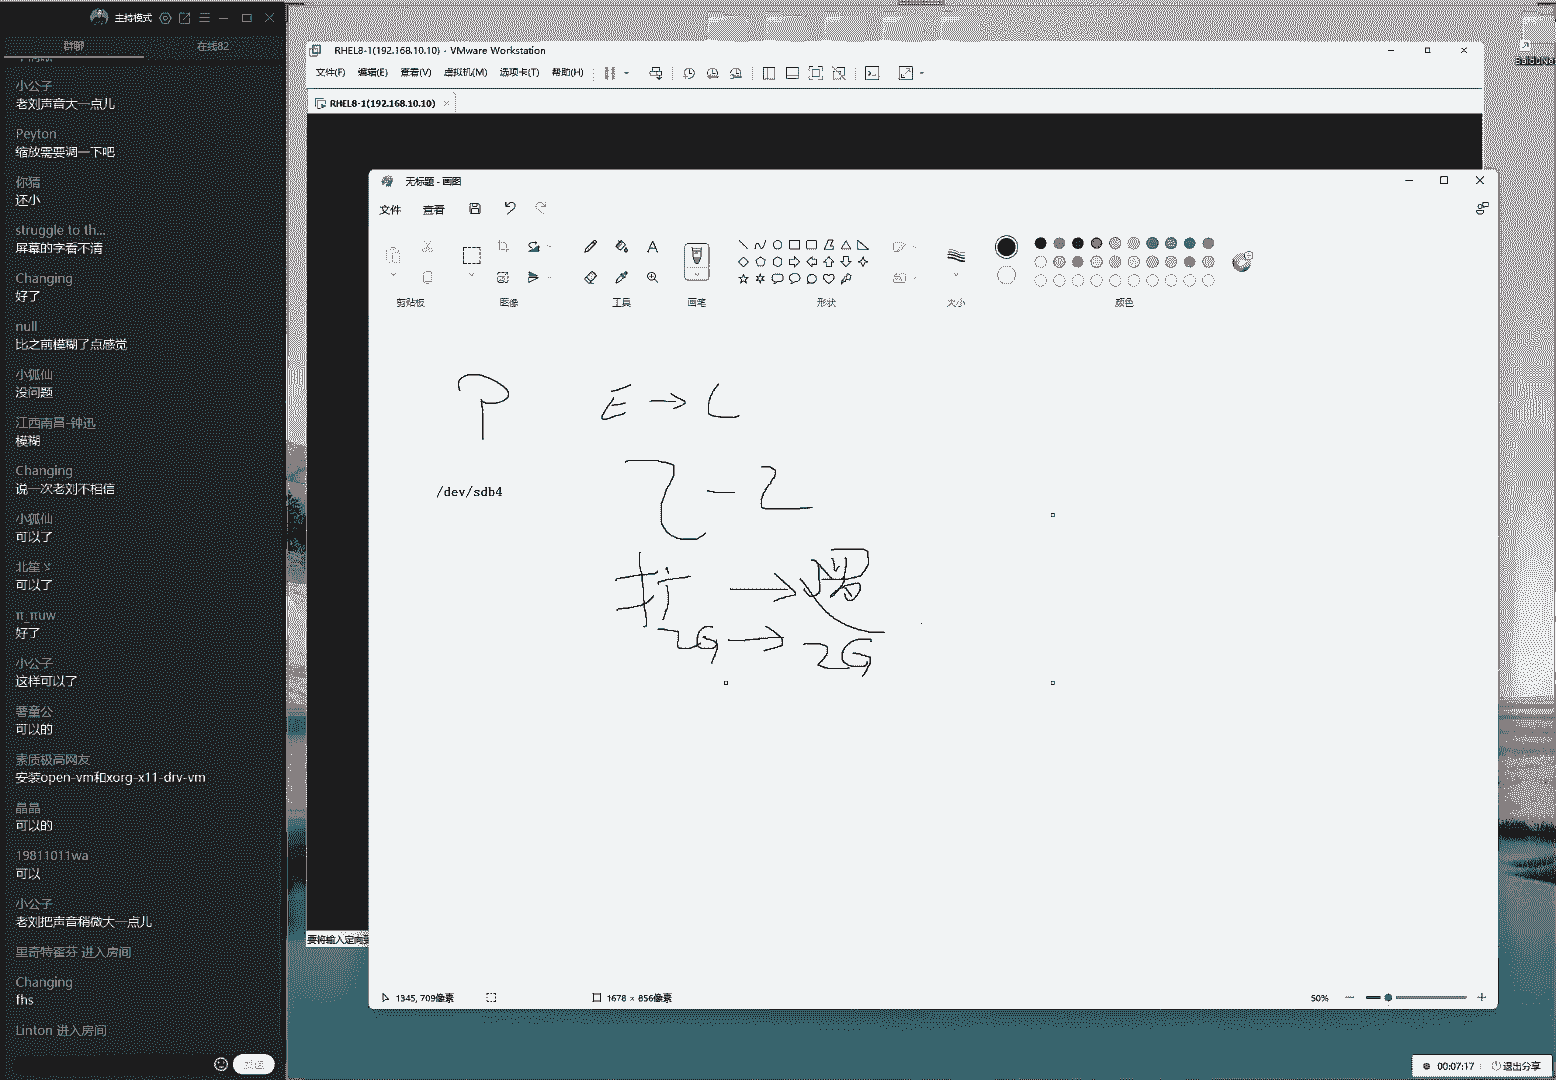 主持模式
群聊
在线82
小公子
老刘声音大一点儿
Peyton
缩放需要调一下吧
你猜
还小
struggle to th...
屏幕的字看不清
Changing
好了
null
比之前模糊了点感觉
小狐仙
没问题
江西南昌-钟迅
模糊
Changing
说一次老刘不相信
小狐仙
可以了
北笙
可以了
π_πuw
好了
小公子
这样可以了
著童公
可以的
素质极高网友
安装open-vm和xorg-x11-drv-vm
晶晶
可以的
19811011wa
可以
小公子
老刘把声音稍微大一点儿
里奇特霍芬 进入房间
Changing
fhs
Linton 进入房间
发送
RHEL8-1(192.168.10.10) - VMware Workstation
文件(F) 编辑(E) 查看(V) 虚拟机(M) 选项卡(T) 帮助(H)
RHEL8-1(192.168.10.10)
无标题 - 画图
文件 查看
剪贴板 图像 工具 画笔 形状 大小 颜色
P E → L
/dev/sdb4
扩 →
2G → 2G
要将输入定向到
1345, 709像素 1678 × 856像素 50%
BaiduNe
00:07:17 退出分享